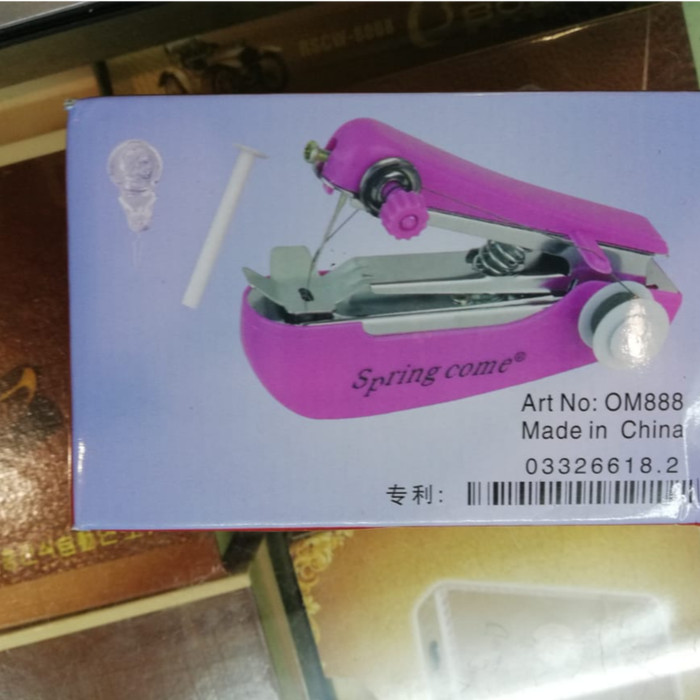 Spring come®
Art No: OM888
Made in China
03326618.2
专利: